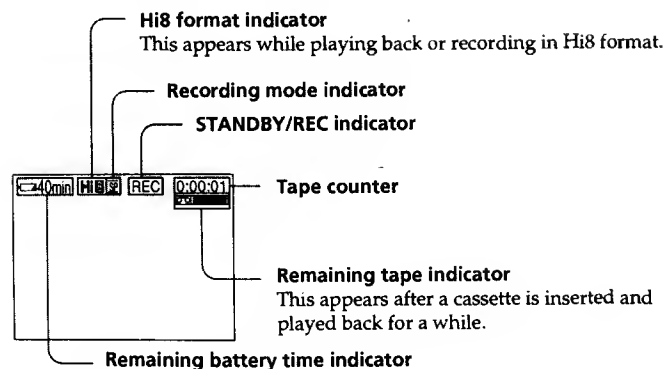 Hi8 format indicator
This appears while playing back or recording in Hi8 format.
Recording mode indicator
STANDBY/REC indicator
40min Hi8 REC 0:00:01
Tape counter
Remaining tape indicator
This appears after a cassette is inserted and
played back for a while.
Remaining battery time indicator